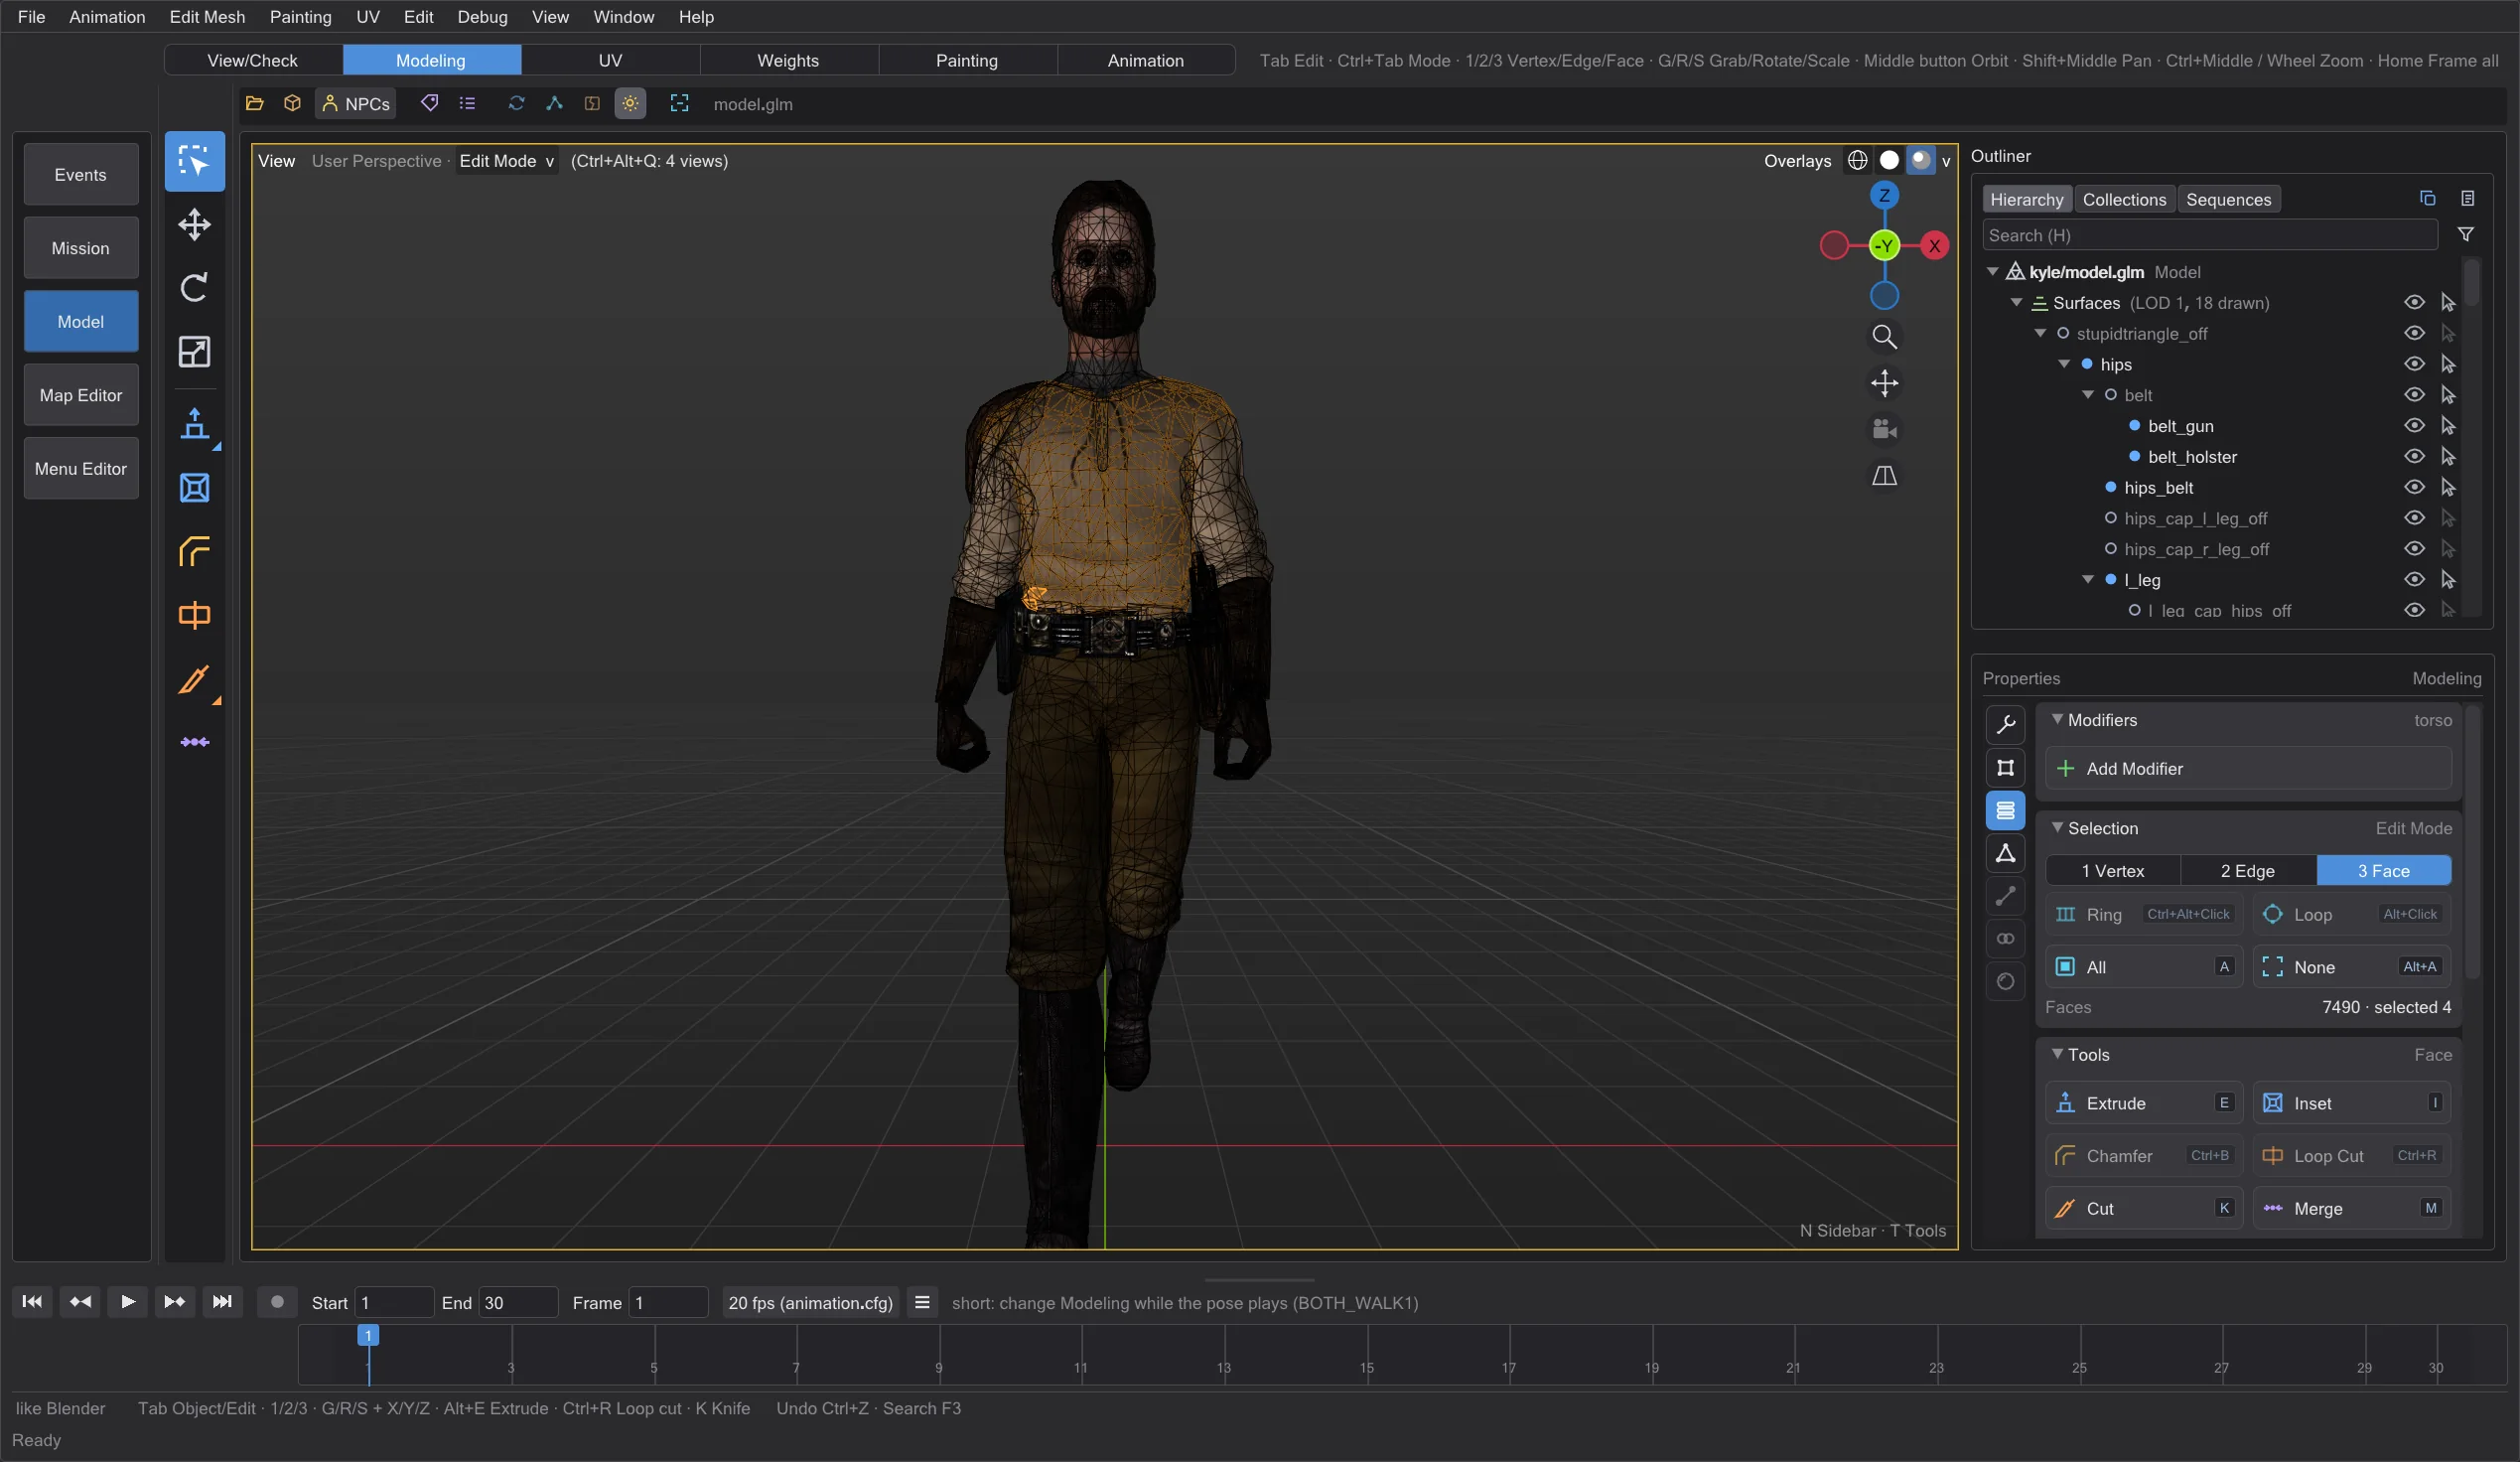 File Animation Edit Mesh Painting UV Edit Debug View Window Help
View/Check Modeling UV Weights Painting Animation Tab Edit · Ctrl+Tab Mode · 1/2/3 Vertex/Edge/Face · G/R/S Grab/Rotate/Scale · Middle button Orbit · Shift+Middle Pan · Ctrl+Middle / Wheel Zoom · Home Frame all
NPCs model.glm
Events
Mission
Model
Map Editor
Menu Editor
View User Perspective · Edit Mode v (Ctrl+Alt+Q: 4 views) Overlays v
Z
-Y X
N Sidebar · T Tools
Outliner
Hierarchy Collections Sequences
Search (H)
kyle/model.glm Model
Surfaces (LOD 1, 18 drawn)
stupidtriangle_off
hips
belt
belt_gun
belt_holster
hips_belt
hips_cap_l_leg_off
hips_cap_r_leg_off
l_leg
l_leg_cap_hips_off
Properties Modeling
Modifiers torso
Add Modifier
Selection Edit Mode
1 Vertex 2 Edge 3 Face
Ring Ctrl+Alt+Click Loop Alt+Click
All A None Alt+A
Faces 7490 · selected 4
Tools Face
Extrude E Inset I
Chamfer Ctrl+B Loop Cut Ctrl+R
Cut K Merge M
Start 1 End 30 Frame 1 20 fps (animation.cfg) short: change Modeling while the pose plays (BOTH_WALK1)
1
1 3 5 7 9 11 13 15 17 19 21 23 25 27 29 30
like Blender Tab Object/Edit · 1/2/3 · G/R/S + X/Y/Z · Alt+E Extrude · Ctrl+R Loop cut · K Knife Undo Ctrl+Z · Search F3
Ready